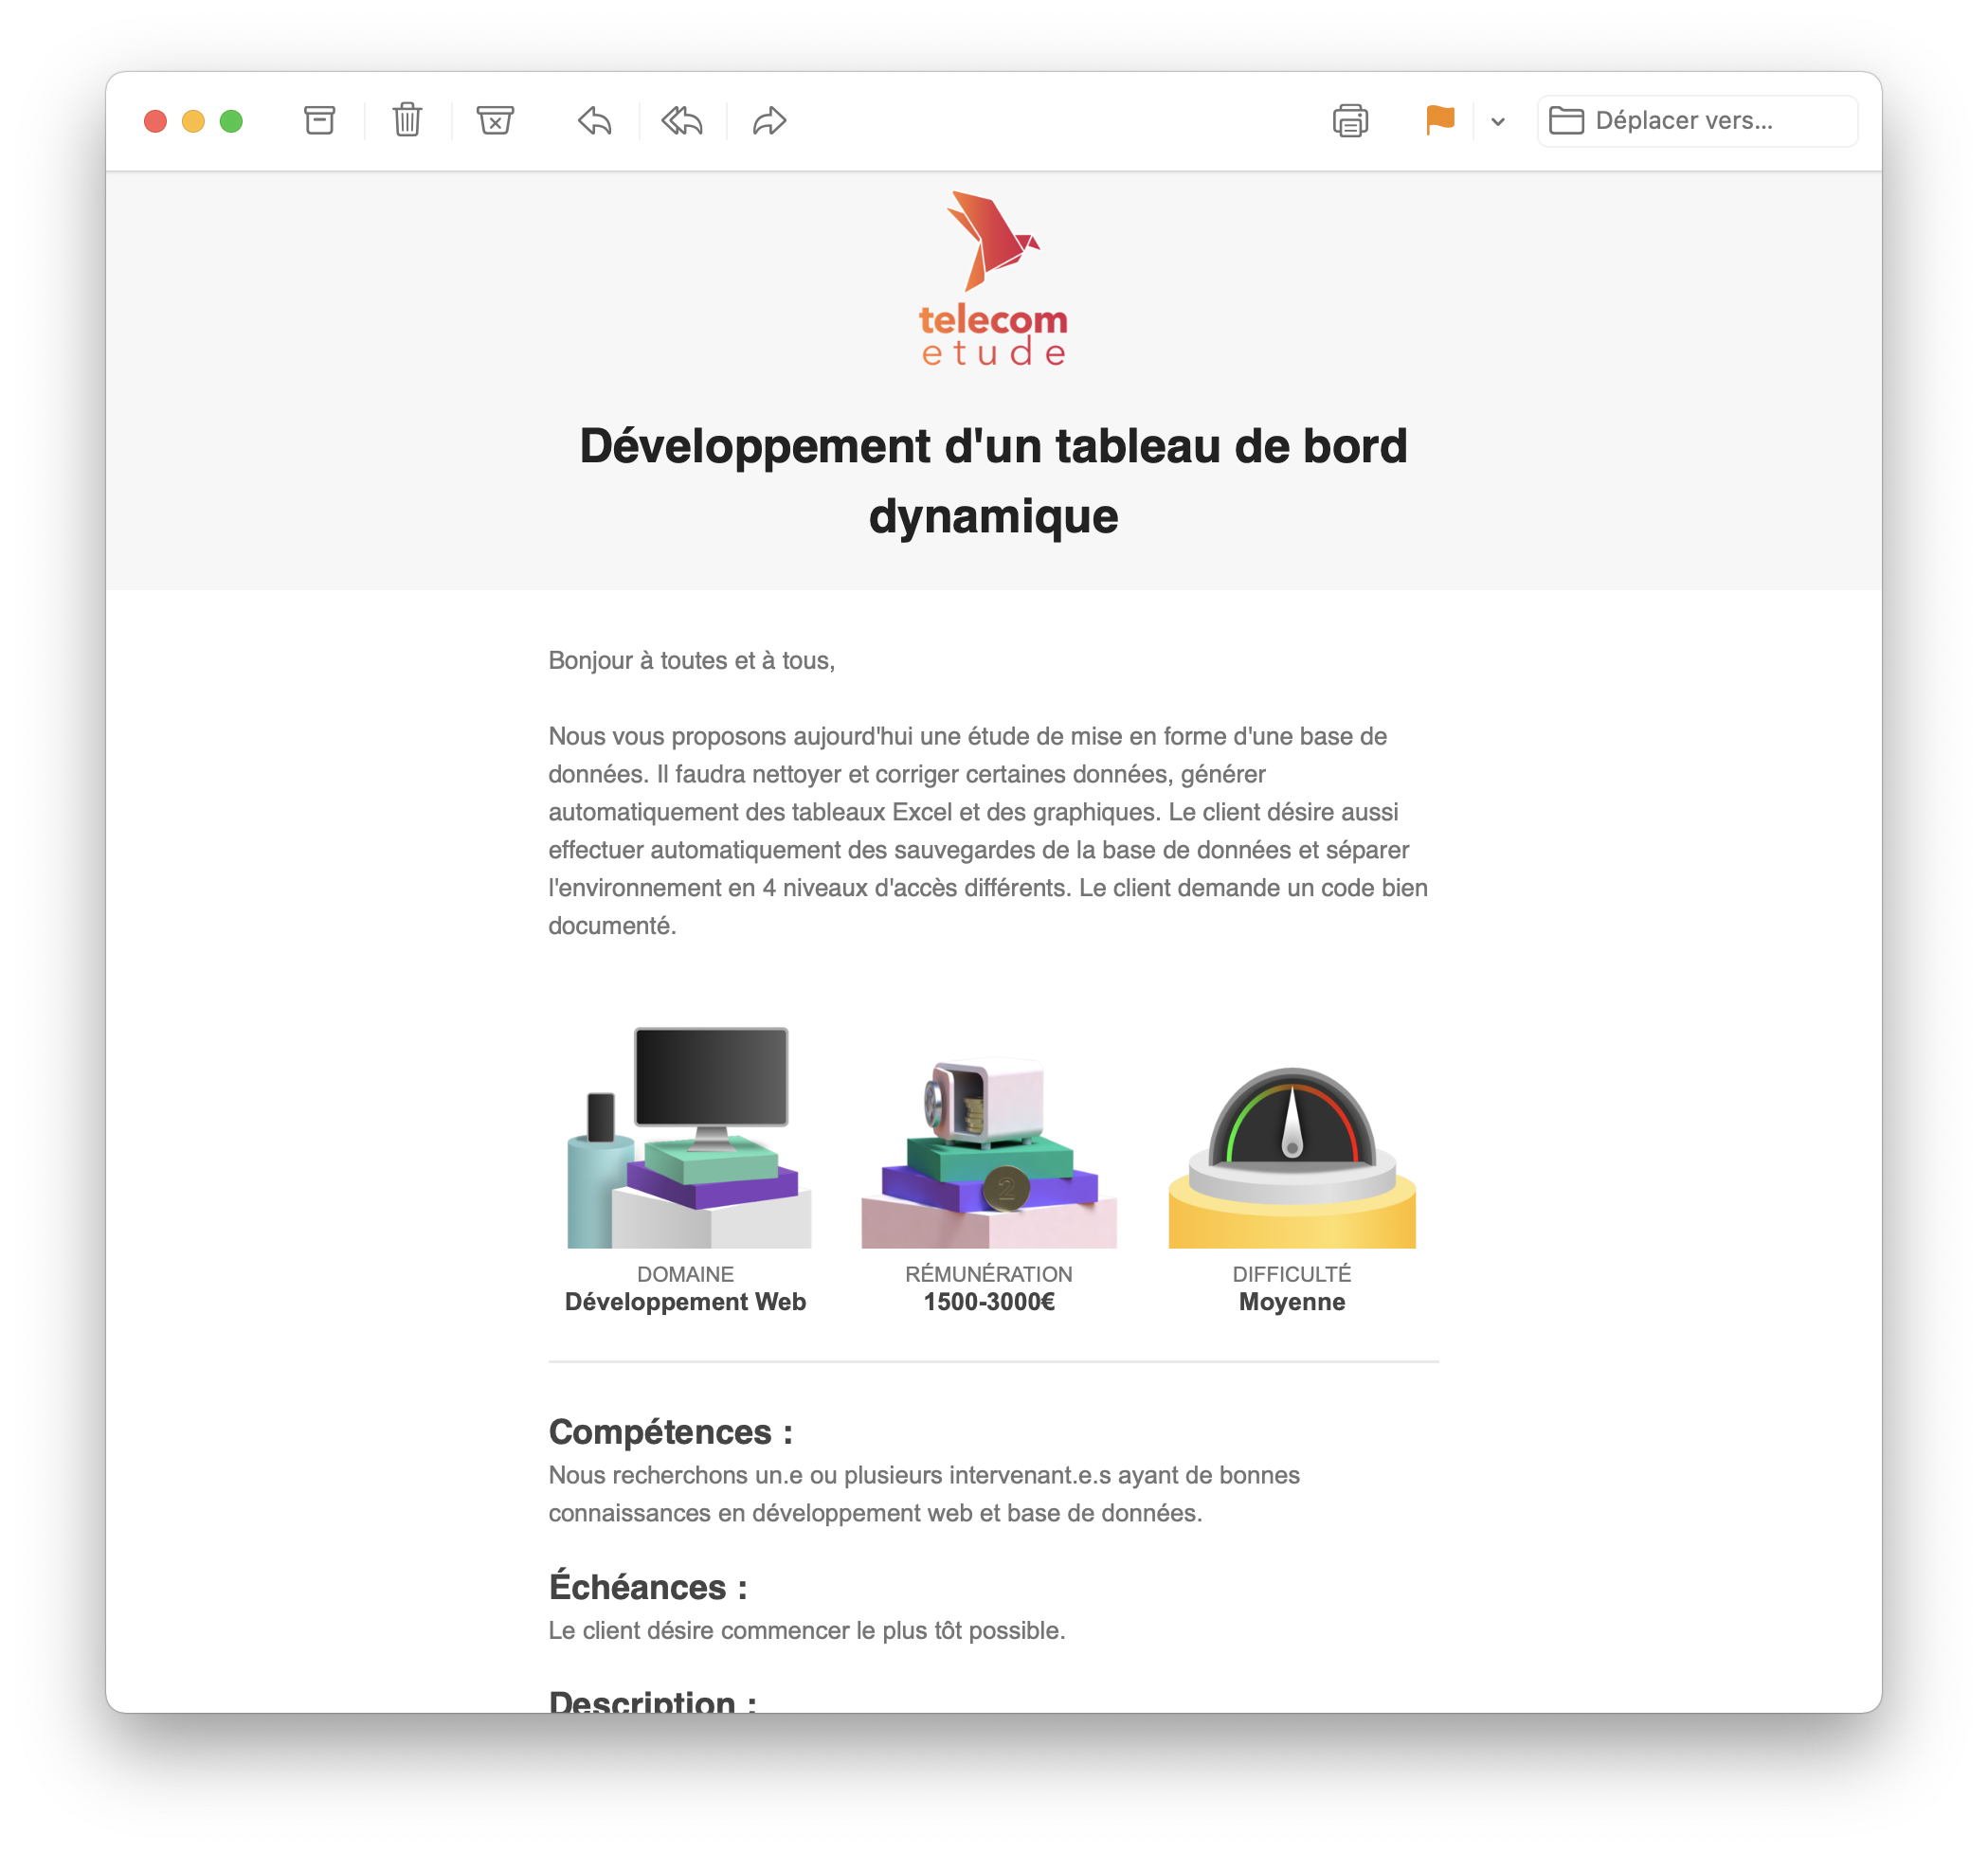 Déplacer vers...
telecom
etude
Développement d'un tableau de bord
dynamique
Bonjour à toutes et à tous,
Nous vous proposons aujourd'hui une étude de mise en forme d'une base de
données. Il faudra nettoyer et corriger certaines données, générer
automatiquement des tableaux Excel et des graphiques. Le client désire aussi
effectuer automatiquement des sauvegardes de la base de données et séparer
l'environnement en 4 niveaux d'accès différents. Le client demande un code bien
documenté.
2
DOMAINE
Développement Web
RÉMUNÉRATION
1500-3000€
DIFFICULTÉ
Moyenne
Compétences :
Nous recherchons un.e ou plusieurs intervenant.e.s ayant de bonnes
connaissances en développement web et base de données.
Échéances :
Le client désire commencer le plus tôt possible.
Description :